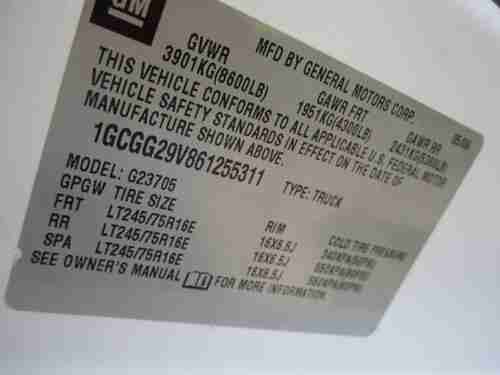 GM
MFD BY GENERAL MOTORS CORP
GVWR GAWR FRT GAWR RR 05/06
3901KG(8600LB) 1951KG(4300LB)
THIS VEHICLE CONFORMS TO ALL APPLICABLE U.S. FEDERAL MOTOR
VEHICLE SAFETY STANDARDS IN EFFECT ON THE DATE OF
MANUFACTURE SHOWN ABOVE.
1GCGG29V861255311 TYPE: TRUCK
MODEL: G23705
GPGW TIRE SIZE RIM COLD TIRE PRESSURE
FRT LT245/75R16E 16X6.5J
RR LT245/75R16E 16X6.5J
SPA LT245/75R16E 16X6.5J
SEE OWNER'S MANUAL FOR MORE INFORMATION.